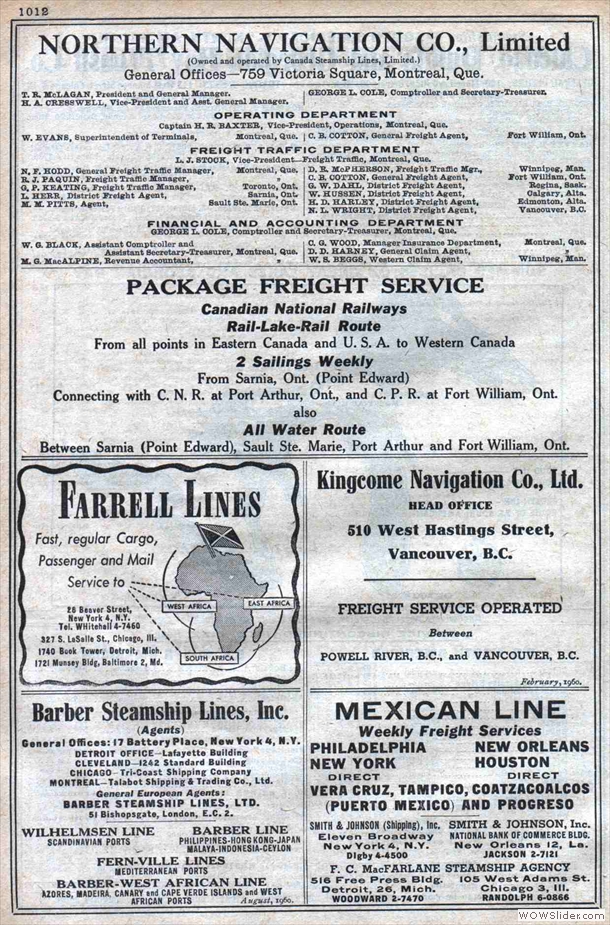 1012
NORTHERN NAVIGATION CO., Limited
(Owned and operated by Canada Steamship Lines, Limited.)
General Offices—759 Victoria Square, Montreal, Que.
T. R. McLAGAN, President and General Manager.
H. A. CRESSWELL, Vice-President and Asst. General Manager.
GEORGE L. COLE, Comptroller and Secretary-Treasurer.
OPERATING DEPARTMENT
Captain H. R. BAXTER, Vice-President, Operations, Montreal, Que.
W. EVANS, Superintendent of Terminals, Montreal, Que.
C. B. COTTON, General Freight Agent, Fort William, Ont.
FREIGHT TRAFFIC DEPARTMENT
L. J. STOCK, Vice-President—Freight Traffic, Montreal, Que.
N. F. HODD, General Freight Traffic Manager, Montreal, Que.
R. J. PAQUIN, Freight Traffic Manager, "
G. P. KEATING, Freight Traffic Manager, Toronto, Ont.
L. HERR, District Freight Agent, Sarnia, Ont.
M. M. PITTS, Agent, Sault Ste. Marie, Ont.
D. R. McPHERSON, Freight Traffic Mgr., Winnipeg, Man.
C. B. COTTON, General Freight Agent, Fort William, Ont.
G. W. DAHL, District Freight Agent, Regina, Sask.
W. HUSSEN, District Freight Agent, Calgary, Alta.
H. D. HARLEY, District Freight Agent, Edmonton, Alta.
N. L. WRIGHT, District Freight Agent, Vancouver, B.C.
FINANCIAL AND ACCOUNTING DEPARTMENT
GEORGE L. COLE, Comptroller and Secretary-Treasurer, Montreal, Que.
W. G. BLACK, Assistant Comptroller and
Assistant Secretary-Treasurer, Montreal, Que.
M. G. MacALPINE, Revenue Accountant, "
C. G. WOOD, Manager Insurance Department, Montreal, Que.
D. D. HARNEY, General Claim Agent, "
W. S. BEGGS, Western Claim Agent, Winnipeg, Man.
PACKAGE FREIGHT SERVICE
Canadian National Railways
Rail-Lake-Rail Route
From all points in Eastern Canada and U. S. A. to Western Canada
2 Sailings Weekly
From Sarnia, Ont. (Point Edward)
Connecting with C. N. R. at Port Arthur, Ont., and C. P. R. at Fort William, Ont.
also
All Water Route
Between Sarnia (Point Edward), Sault Ste. Marie, Port Arthur and Fort William, Ont.
FARRELL LINES
Fast, regular Cargo,
Passenger and Mail
Service to
WEST AFRICA
EAST AFRICA
SOUTH AFRICA
26 Beaver Street,
New York 4, N.Y.
Tel. WHitehall 4-7460
327 S. LaSalle St., Chicago, Ill.
1740 Book Tower, Detroit, Mich.
1721 Munsey Bldg, Baltimore 2, Md.
Kingcome Navigation Co., Ltd.
HEAD OFFICE
510 West Hastings Street,
Vancouver, B.C.
FREIGHT SERVICE OPERATED
Between
POWELL RIVER, B.C., and VANCOUVER, B.C.
February, 1960.
Barber Steamship Lines, Inc.
(Agents)
General Offices: 17 Battery Place, New York 4, N.Y.
DETROIT OFFICE—Lafayette Building
CLEVELAND—1242 Standard Building
CHICAGO—Tri-Coast Shipping Company
MONTREAL—Talabot Shipping & Trading Co., Ltd.
General European Agents:
BARBER STEAMSHIP LINES, LTD.
51 Bishopsgate, London, E.C. 2.
WILHELMSEN LINE
SCANDINAVIAN PORTS
BARBER LINE
PHILIPPINES-HONG KONG-JAPAN
MALAYA-INDONESIA-CEYLON
FERN-VILLE LINES
MEDITERRANEAN PORTS
BARBER-WEST AFRICAN LINE
AZORES, MADEIRA, CANARY and CAPE VERDE ISLANDS and WEST
AFRICAN PORTS
August, 1960.
MEXICAN LINE
Weekly Freight Services
PHILADELPHIA NEW ORLEANS
NEW YORK HOUSTON
DIRECT DIRECT
VERA CRUZ, TAMPICO, COATZACOALCOS
(PUERTO MEXICO) AND PROGRESO
SMITH & JOHNSON (Shipping), Inc.
Eleven Broadway
New York 4, N.Y.
DIgby 4-4500
SMITH & JOHNSON, Inc.
NATIONAL BANK OF COMMERCE BLDG.
New Orleans 12, La.
JACKSON 2-7121
F. C. MacFARLANE STEAMSHIP AGENCY
516 Free Press Bldg. 105 West Adams St.
Detroit, 26, Mich. Chicago 3, Ill.
WOODWARD 2-7470 RANDOLPH 6-0866
WOWSlider.com